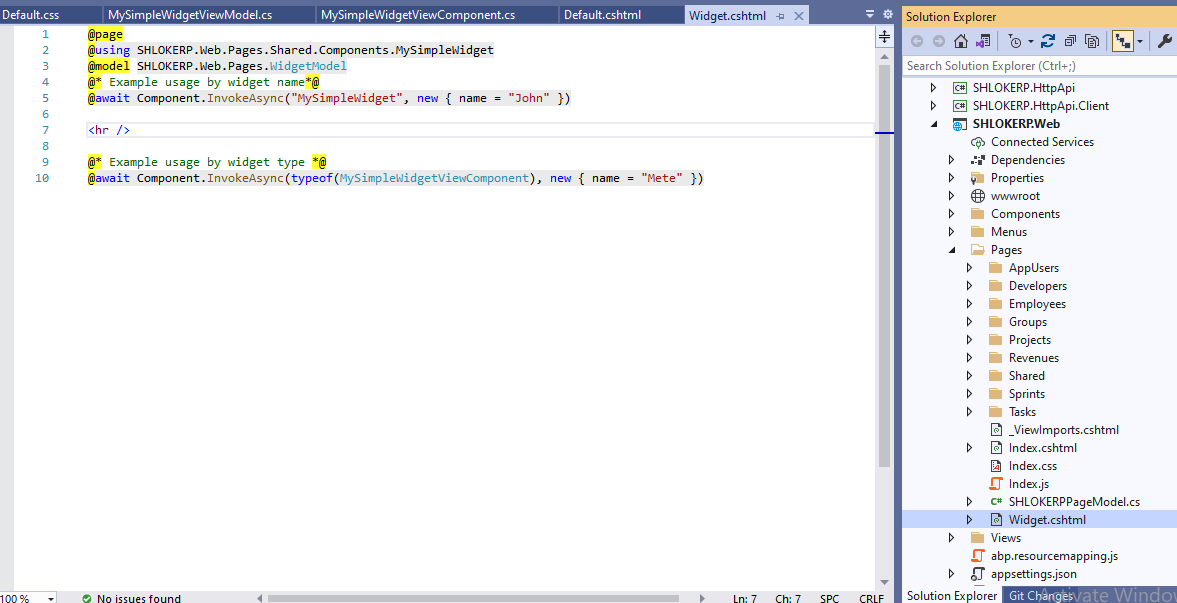 Default.css
MySimpleWidgetViewModel.cs
MySimpleWidgetViewComponent.cs
Default.cshtml
Widget.cshtml
1 @page
2 @using SHLOKERP.Web.Pages.Shared.Components.MySimpleWidget
3 @model SHLOKERP.Web.Pages.WidgetModel
4 @* Example usage by widget name*@
5 @await Component.InvokeAsync("MySimpleWidget", new { name = "John" })
6
7 <hr />
8
9 @* Example usage by widget type *@
10 @await Component.InvokeAsync(typeof(MySimpleWidgetViewComponent), new { name = "Mete" })
100 %
No issues found
Ln: 7
Ch: 7
SPC
CRLF
Solution Explorer
Search Solution Explorer (Ctrl+;)
C# SHLOKERP.HttpApi
C# SHLOKERP.HttpApi.Client
SHLOKERP.Web
Connected Services
Dependencies
Properties
wwwroot
Components
Menus
Pages
AppUsers
Developers
Employees
Groups
Projects
Revenues
Shared
Sprints
Tasks
_ViewImports.cshtml
Index.cshtml
Index.css
Index.js
C# SHLOKERPPageModel.cs
Widget.cshtml
Views
abp.resourcemapping.js
appsettings.json
Solution Explorer
Git Changes
Activate Window